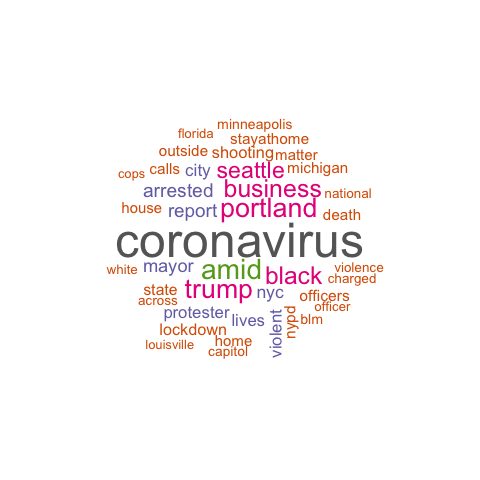 minneapolis
florida stayathome
outside shooting matter
cops calls city seattle michigan
arrested business national
house report portland death
coronavirus
white mayor amid black violence
charged
state trump nyc officers
across officer
protester lives violent nypd blm
lockdown
louisville home
capitol